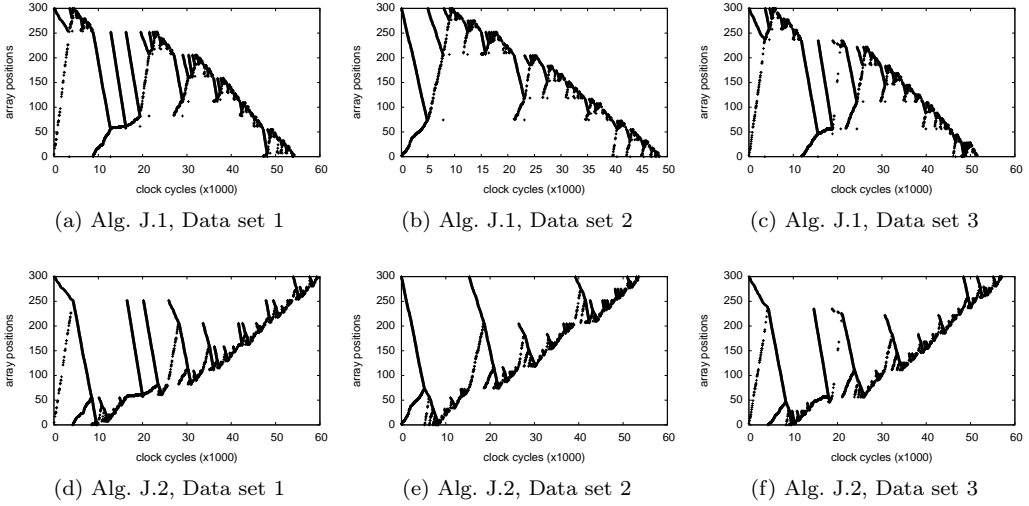 300
250
200
150
100
50
0
array positions
0 10 20 30 40 50 60
clock cycles (x1000)
(a) Alg. J.1, Data set 1
300
250
200
150
100
50
0
array positions
0 5 10 15 20 25 30 35 40 45 50
clock cycles (x1000)
(b) Alg. J.1, Data set 2
300
250
200
150
100
50
0
array positions
0 10 20 30 40 50 60
clock cycles (x1000)
(c) Alg. J.1, Data set 3
300
250
200
150
100
50
0
array positions
0 10 20 30 40 50 60
clock cycles (x1000)
(d) Alg. J.2, Data set 1
300
250
200
150
100
50
0
array positions
0 10 20 30 40 50 60
clock cycles (x1000)
(e) Alg. J.2, Data set 2
300
250
200
150
100
50
0
array positions
0 10 20 30 40 50 60
clock cycles (x1000)
(f) Alg. J.2, Data set 3